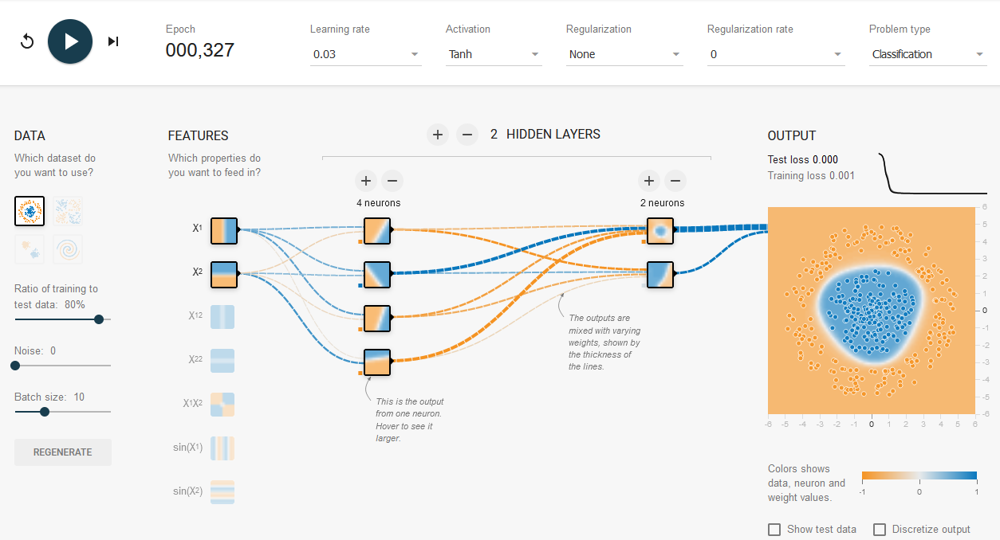 Epoch
000,327
Learning rate
0.03
Activation
Tanh
Regularization
None
Regularization rate
0
Problem type
Classification
DATA
Which dataset do
you want to use?
Ratio of training to
test data: 80%
Noise: 0
Batch size: 10
REGENERATE
FEATURES
Which properties do
you want to feed in?
X1
X2
X12
X22
X1X2
sin(X1)
sin(X2)
2 HIDDEN LAYERS
4 neurons
2 neurons
This is the output
from one neuron.
Hover to see it
larger.
The outputs are
mixed with varying
weights, shown by
the thickness of
the lines.
OUTPUT
Test loss 0.000
Training loss 0.001
6
5
4
3
2
1
0
-1
-2
-3
-4
-5
-6
-6 -5 -4 -3 -2 -1 0 1 2 3 4 5 6
Colors shows
data, neuron and
weight values.
-1 0 1
Show test data
Discretize output